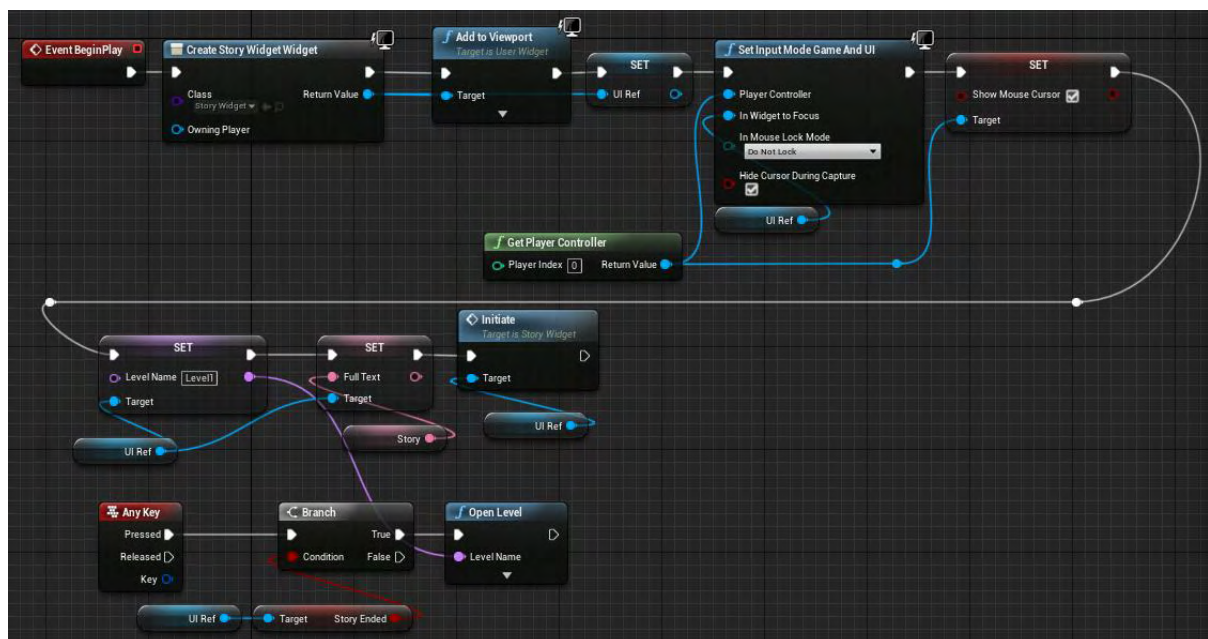 Event BeginPlay
Create Story Widget Widget
Class
Story Widget
Return Value
Owning Player
Add to Viewport
Target is User Widget
Target
SET
UI Ref
Set Input Mode Game And UI
Player Controller
In Widget to Focus
In Mouse Lock Mode
Do Not Lock
Hide Cursor During Capture
UI Ref
SET
Show Mouse Cursor
Target
Get Player Controller
Player Index 0 Return Value
SET
Level Name Level1
Target
UI Ref
SET
Full Text
Target
Story
Initiate
Target is Story Widget
Target
UI Ref
Any Key
Pressed
Released
Key
Branch
True
Condition False
Open Level
Level Name
UI Ref
Target Story Ended